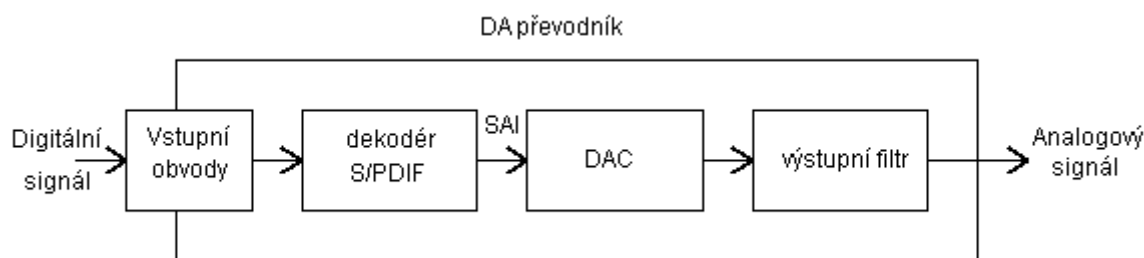 DA převodník
Digitální
signál
Vstupní
obvody
dekodér
S/PDIF
SAI
DAC
výstupní filtr
Analogový
signál